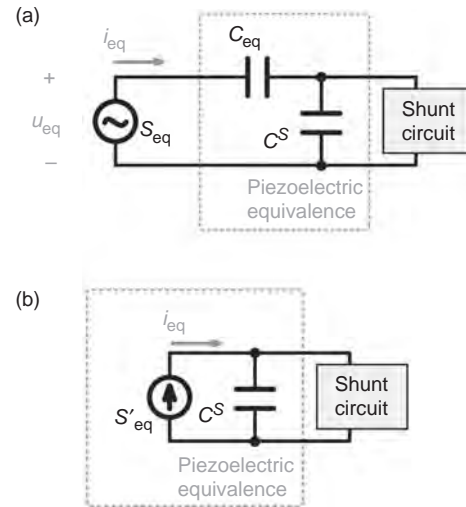 (a)
i_eq
C_eq
+
u_eq
−
S_eq
C^S
Shunt
circuit
Piezoelectric
equivalence
(b)
i_eq
S'_eq
C^S
Shunt
circuit
Piezoelectric
equivalence